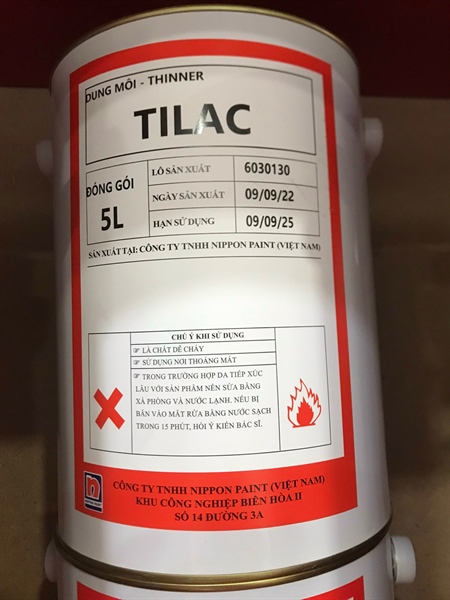 DUNG MÔI - THINNER
TILAC
ĐÓNG GÓI
5L
LÔ SẢN XUẤT 6030130
NGÀY SẢN XUẤT 09/09/22
HẠN SỬ DỤNG 09/09/25
SẢN XUẤT TẠI: CÔNG TY TNHH NIPPON PAINT (VIỆT NAM)
CHÚ Ý KHI SỬ DỤNG
☞ LÀ CHẤT DỄ CHÁY
☞ SỬ DỤNG NƠI THOÁNG MÁT
☞ TRONG TRƯỜNG HỢP DA TIẾP XÚC
LÂU VỚI SẢN PHẨM NÊN SỬA BẰNG
XÀ PHÒNG VÀ NƯỚC LẠNH. NẾU BỊ
BẮN VÀO MẮT RỬA BẰNG NƯỚC SẠCH
TRONG 15 PHÚT, HỎI Ý KIẾN BÁC SĨ.
n
CÔNG TY TNHH NIPPON PAINT (VIỆT NAM)
KHU CÔNG NGHIỆP BIÊN HÒA II
SỐ 14 ĐƯỜNG 3A